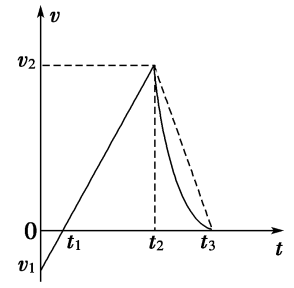 v
v₂
0
t₁ t₂ t₃ t
v₁